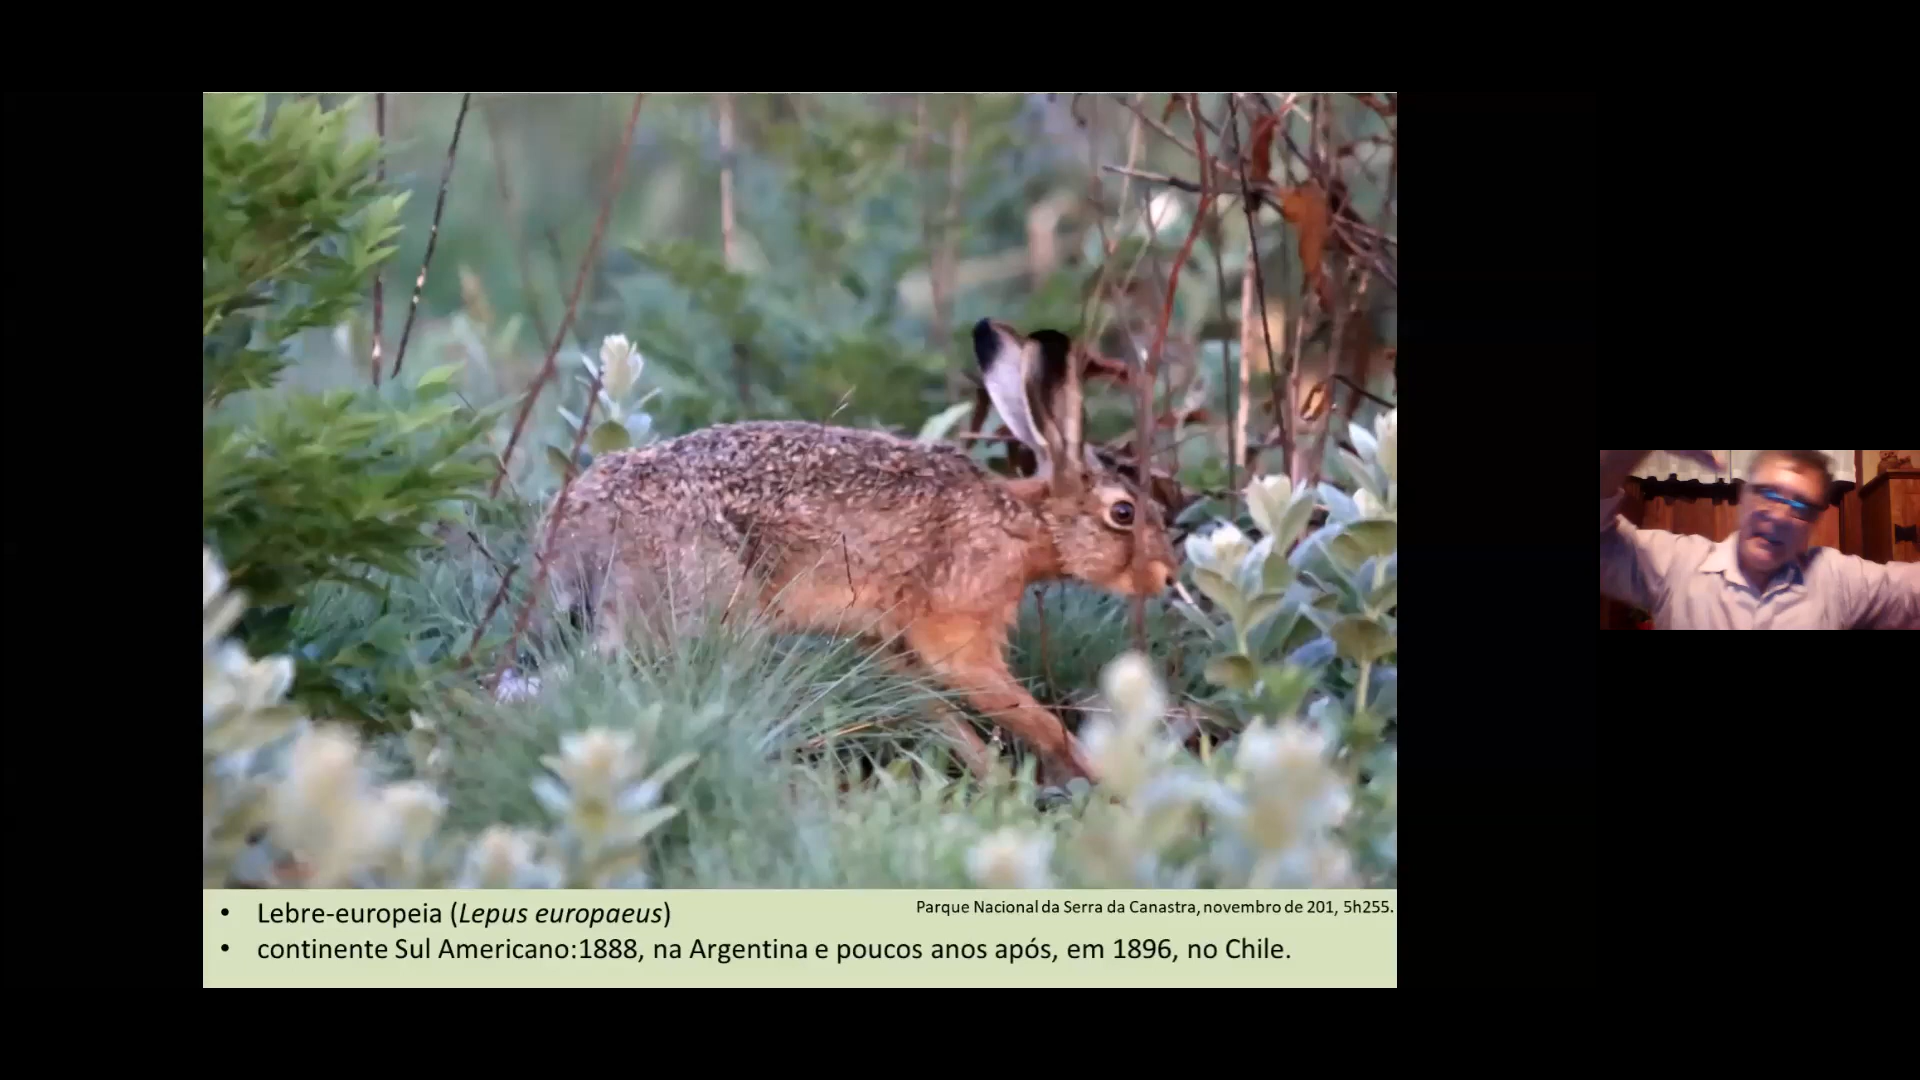 • Lebre-europeia (Lepus europaeus)
Parque Nacional da Serra da Canastra, novembro de 201, 5h255.
• continente Sul Americano:1888, na Argentina e poucos anos após, em 1896, no Chile.